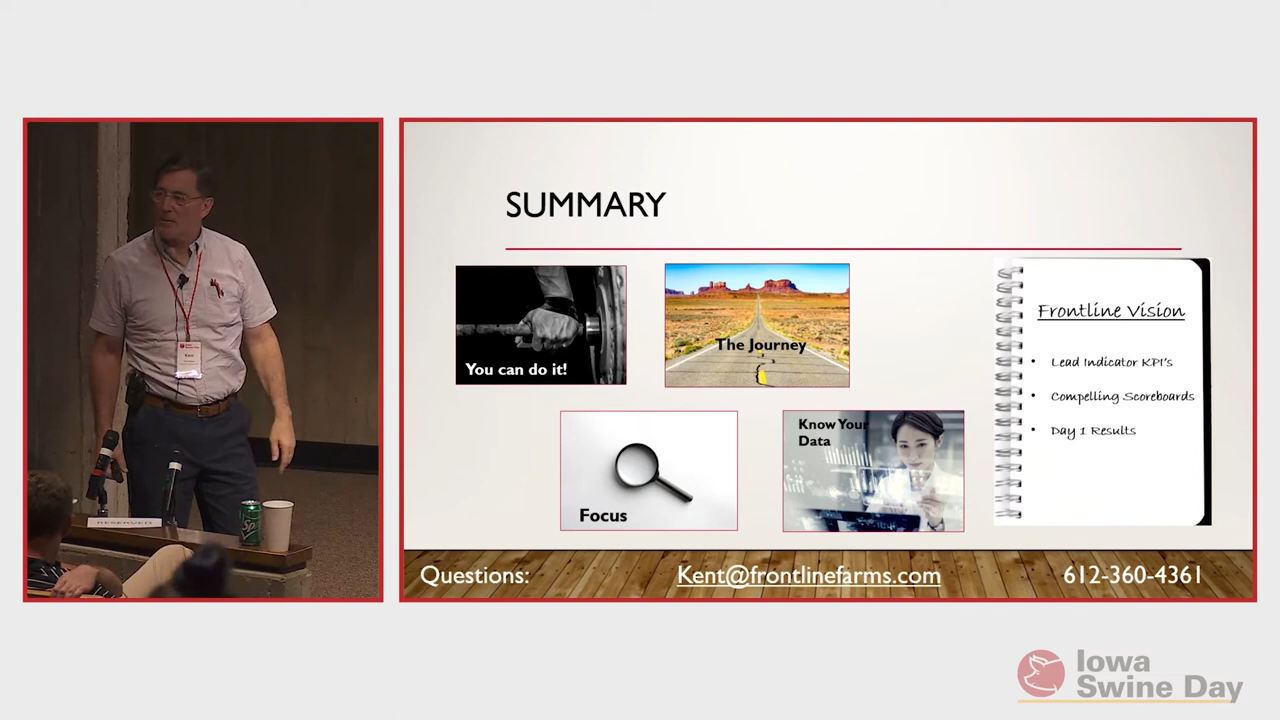 SUMMARY
You can do it!
The Journey
Focus
Know Your
Data
Frontline Vision
• Lead Indicator KPI's
• Compelling Scoreboards
• Day 1 Results
Questions:
Kent@frontlinefarms.com
612-360-4361
RESERVED
Iowa
Swine Day